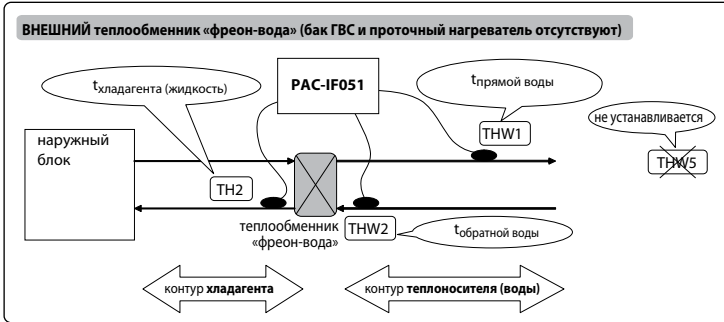 ВНЕШНИЙ теплообменник «фреон-вода» (бак ГВС и проточный нагреватель отсутствуют)
tхладагента (жидкость)
PAC-IF051
tпрямой воды
наружный
блок
THW1
не устанавливается
THW5
TH2
теплообменник
«фреон-вода»
THW2
tобратной воды
контур хладагента
контур теплоносителя (воды)